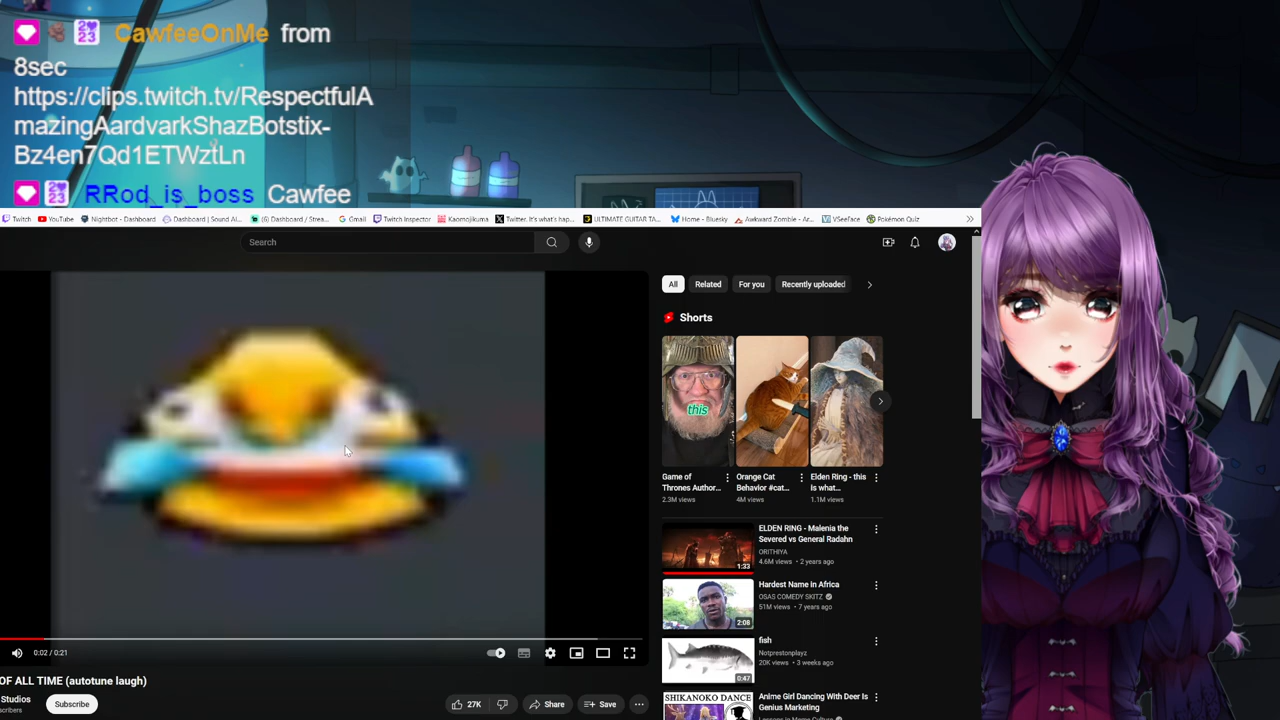 CawfeeOnMe from
8sec
https://clips.twitch.tv/RespectfulA
mazingAardvarkShazBotstix-
Bz4en7Qd1ETWztLn
RRod_is_boss Cawfee
Twitch YouTube Nightbot - Dashboard Dashboard | Sound Al... (6) Dashboard / Strea... Gmail Twitch Inspector Kaomojikuma Twitter. It's what's hap... ULTIMATE GUITAR TA... Home - Bluesky Awkward Zombie - Ar... VSeeFace Pokémon Quiz
Search
All Related For you Recently uploaded
Shorts
this
Game of
Thrones Author...
2.3M views
Orange Cat
Behavior #cat...
4M views
Elden Ring - this
is what...
1.1M views
ELDEN RING - Malenia the
Severed vs General Radahn
ORITHIYA
4.6M views • 2 years ago
1:33
Hardest Name In Africa
OSAS COMEDY SKITZ
51M views • 7 years ago
2:08
fish
Notprestonplayz
20K views • 3 weeks ago
0:47
SHIKANOKO DANCE
Anime Girl Dancing With Deer Is
Genius Marketing
Lessons in Meme Culture
0:02 / 0:21
OF ALL TIME (autotune laugh)
Studios
scribers
Subscribe
27K
Share
Save